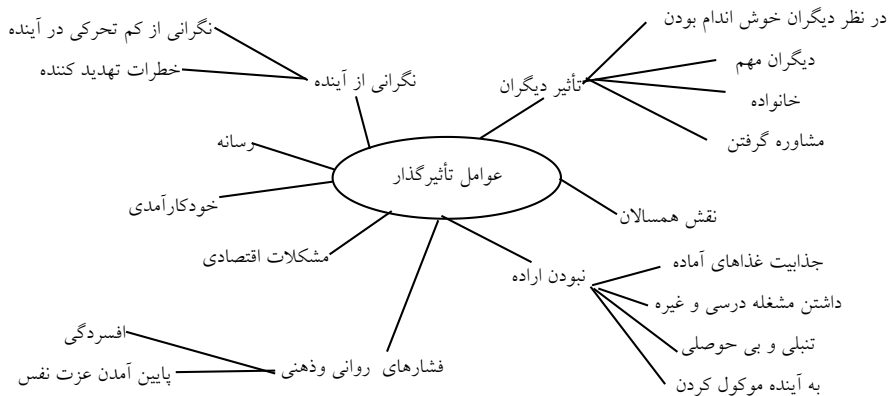 در نظر دیگران خوش اندام بودن
دیگران مهم
خانواده
مشاوره گرفتن
تأثیر دیگران
نگرانی از کم تحرکی در آینده
خطرات تهدید کننده
نگرانی از آینده
رسانه
خودکارآمدی
مشکلات اقتصادی
عوامل تأثیرگذار
نقش همسالان
نبودن اراده
جذابیت غذاهای آماده
داشتن مشغله درسی و غیره
تنبلی و بی حوصلی
به آینده موکول کردن
فشارهای روانی وذهنی
افسردگی
پایین آمدن عزت نفس